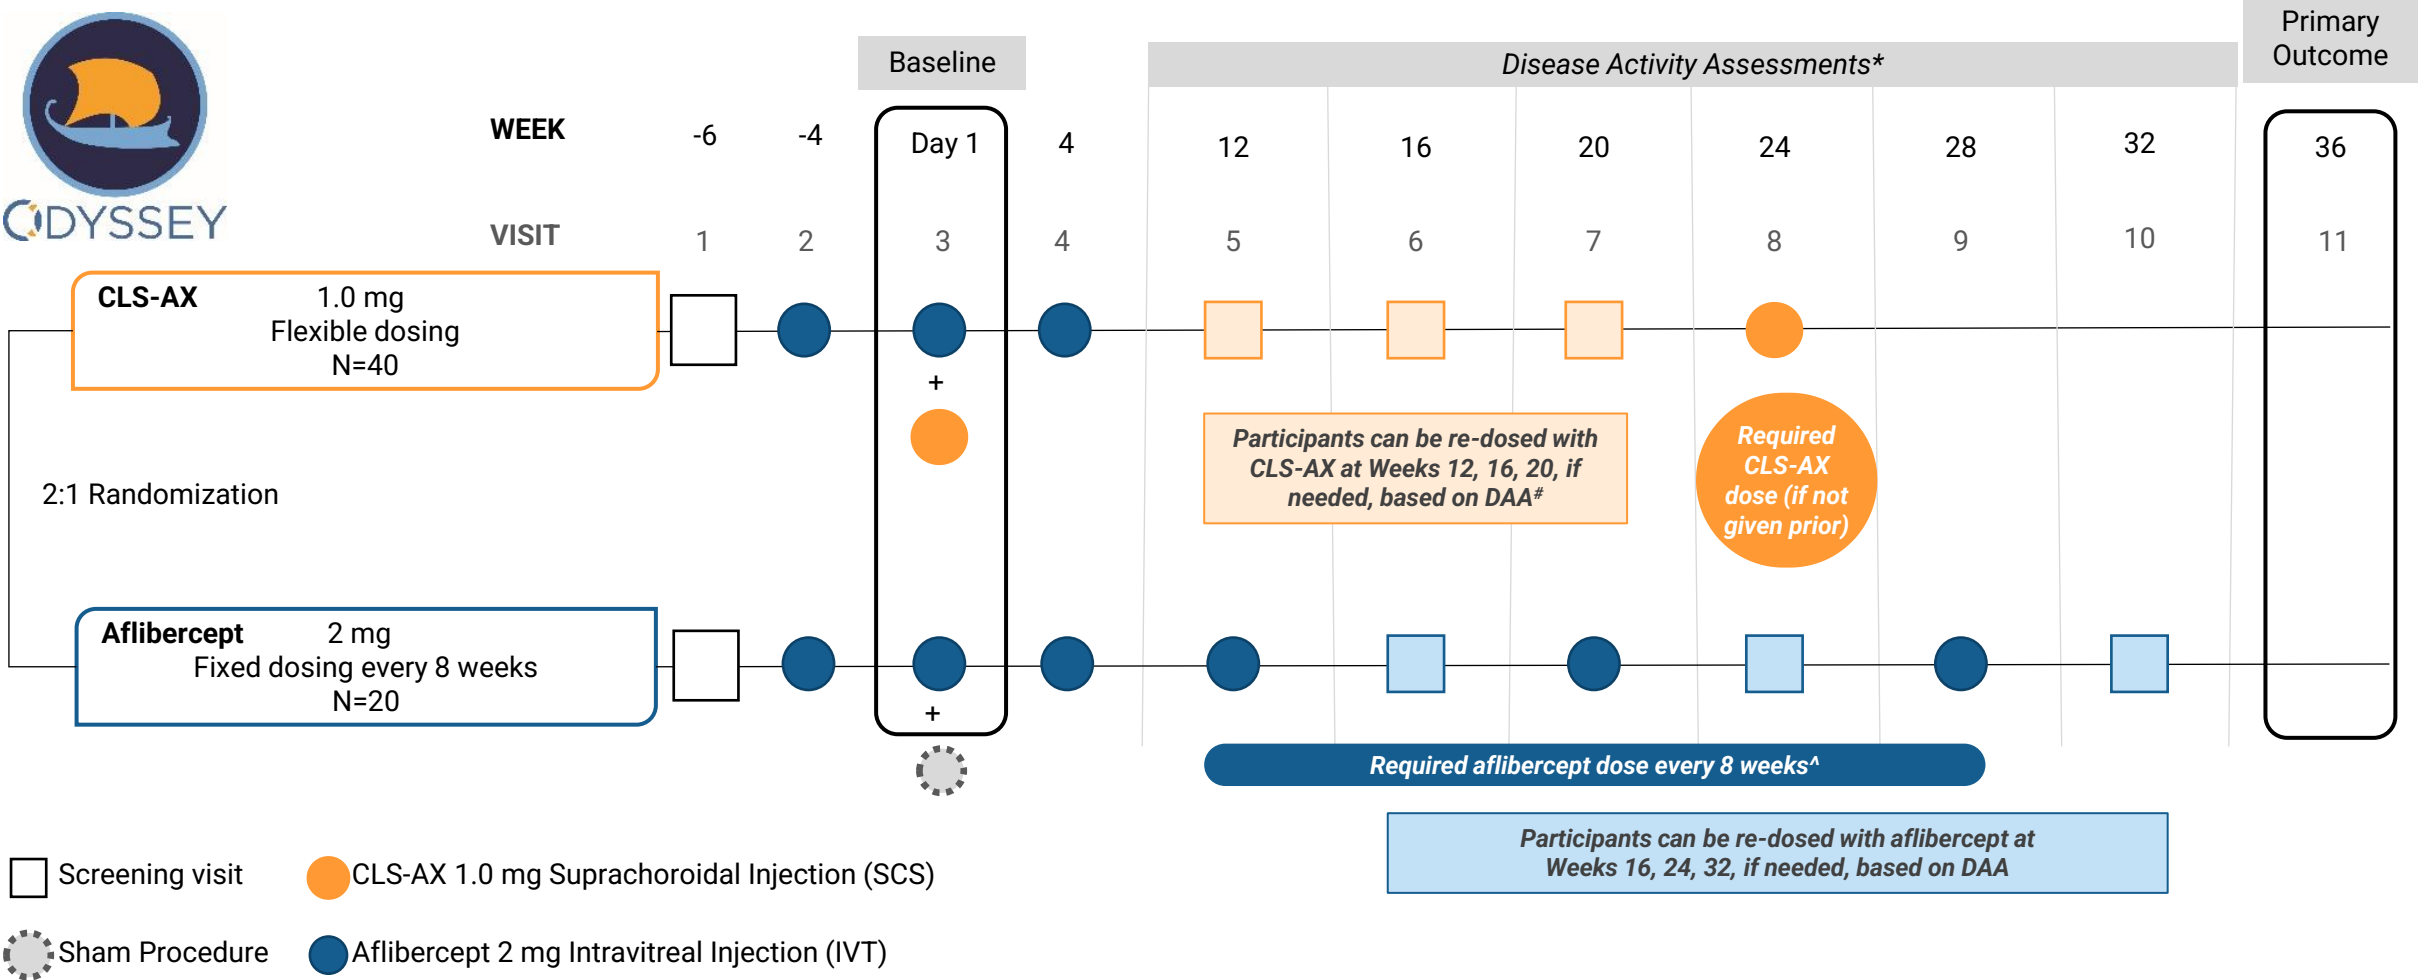 Primary
Outcome
Baseline
Disease Activity Assessments*
WEEK -6 -4 Day 1 4 12 16 20 24 28 32 36
ODYSSEY
VISIT 1 2 3 4 5 6 7 8 9 10 11
CLS-AX 1.0 mg
Flexible dosing
N=40
+
Participants can be re-dosed with
CLS-AX at Weeks 12, 16, 20, if
needed, based on DAA#
Required
CLS-AX
dose (if not
given prior)
2:1 Randomization
Aflibercept 2 mg
Fixed dosing every 8 weeks
N=20
+
Required aflibercept dose every 8 weeks^
Participants can be re-dosed with aflibercept at
Weeks 16, 24, 32, if needed, based on DAA
Screening visit
CLS-AX 1.0 mg Suprachoroidal Injection (SCS)
Sham Procedure
Aflibercept 2 mg Intravitreal Injection (IVT)